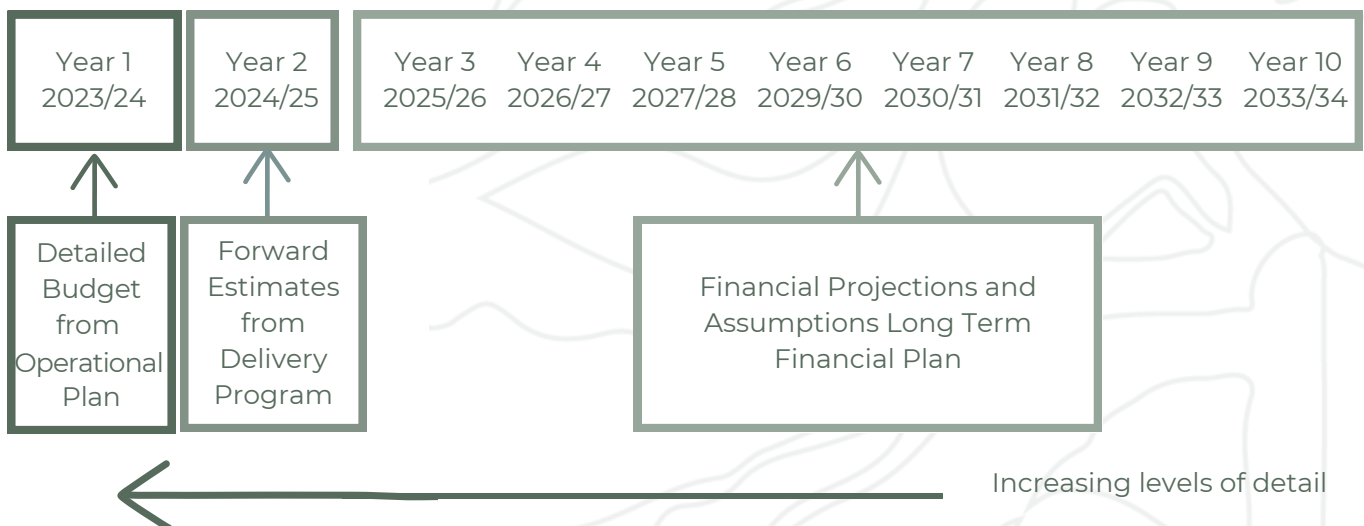 Year 1
2023/24
Year 2
2024/25
Year 3 Year 4 Year 5 Year 6 Year 7 Year 8 Year 9 Year 10
2025/26 2026/27 2027/28 2029/30 2030/31 2031/32 2032/33 2033/34
Detailed
Budget
from
Operational
Plan
Forward
Estimates
from
Delivery
Program
Financial Projections and
Assumptions Long Term
Financial Plan
Increasing levels of detail